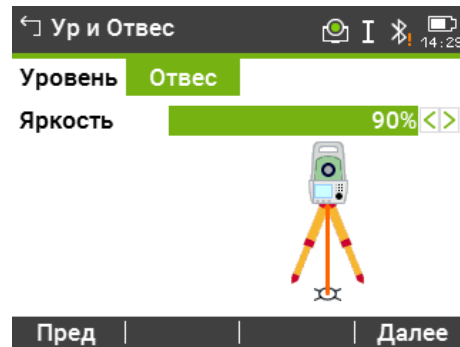 Ур и Отвес I 14:29
Уровень Отвес
Яркость 90%
Пред Далее